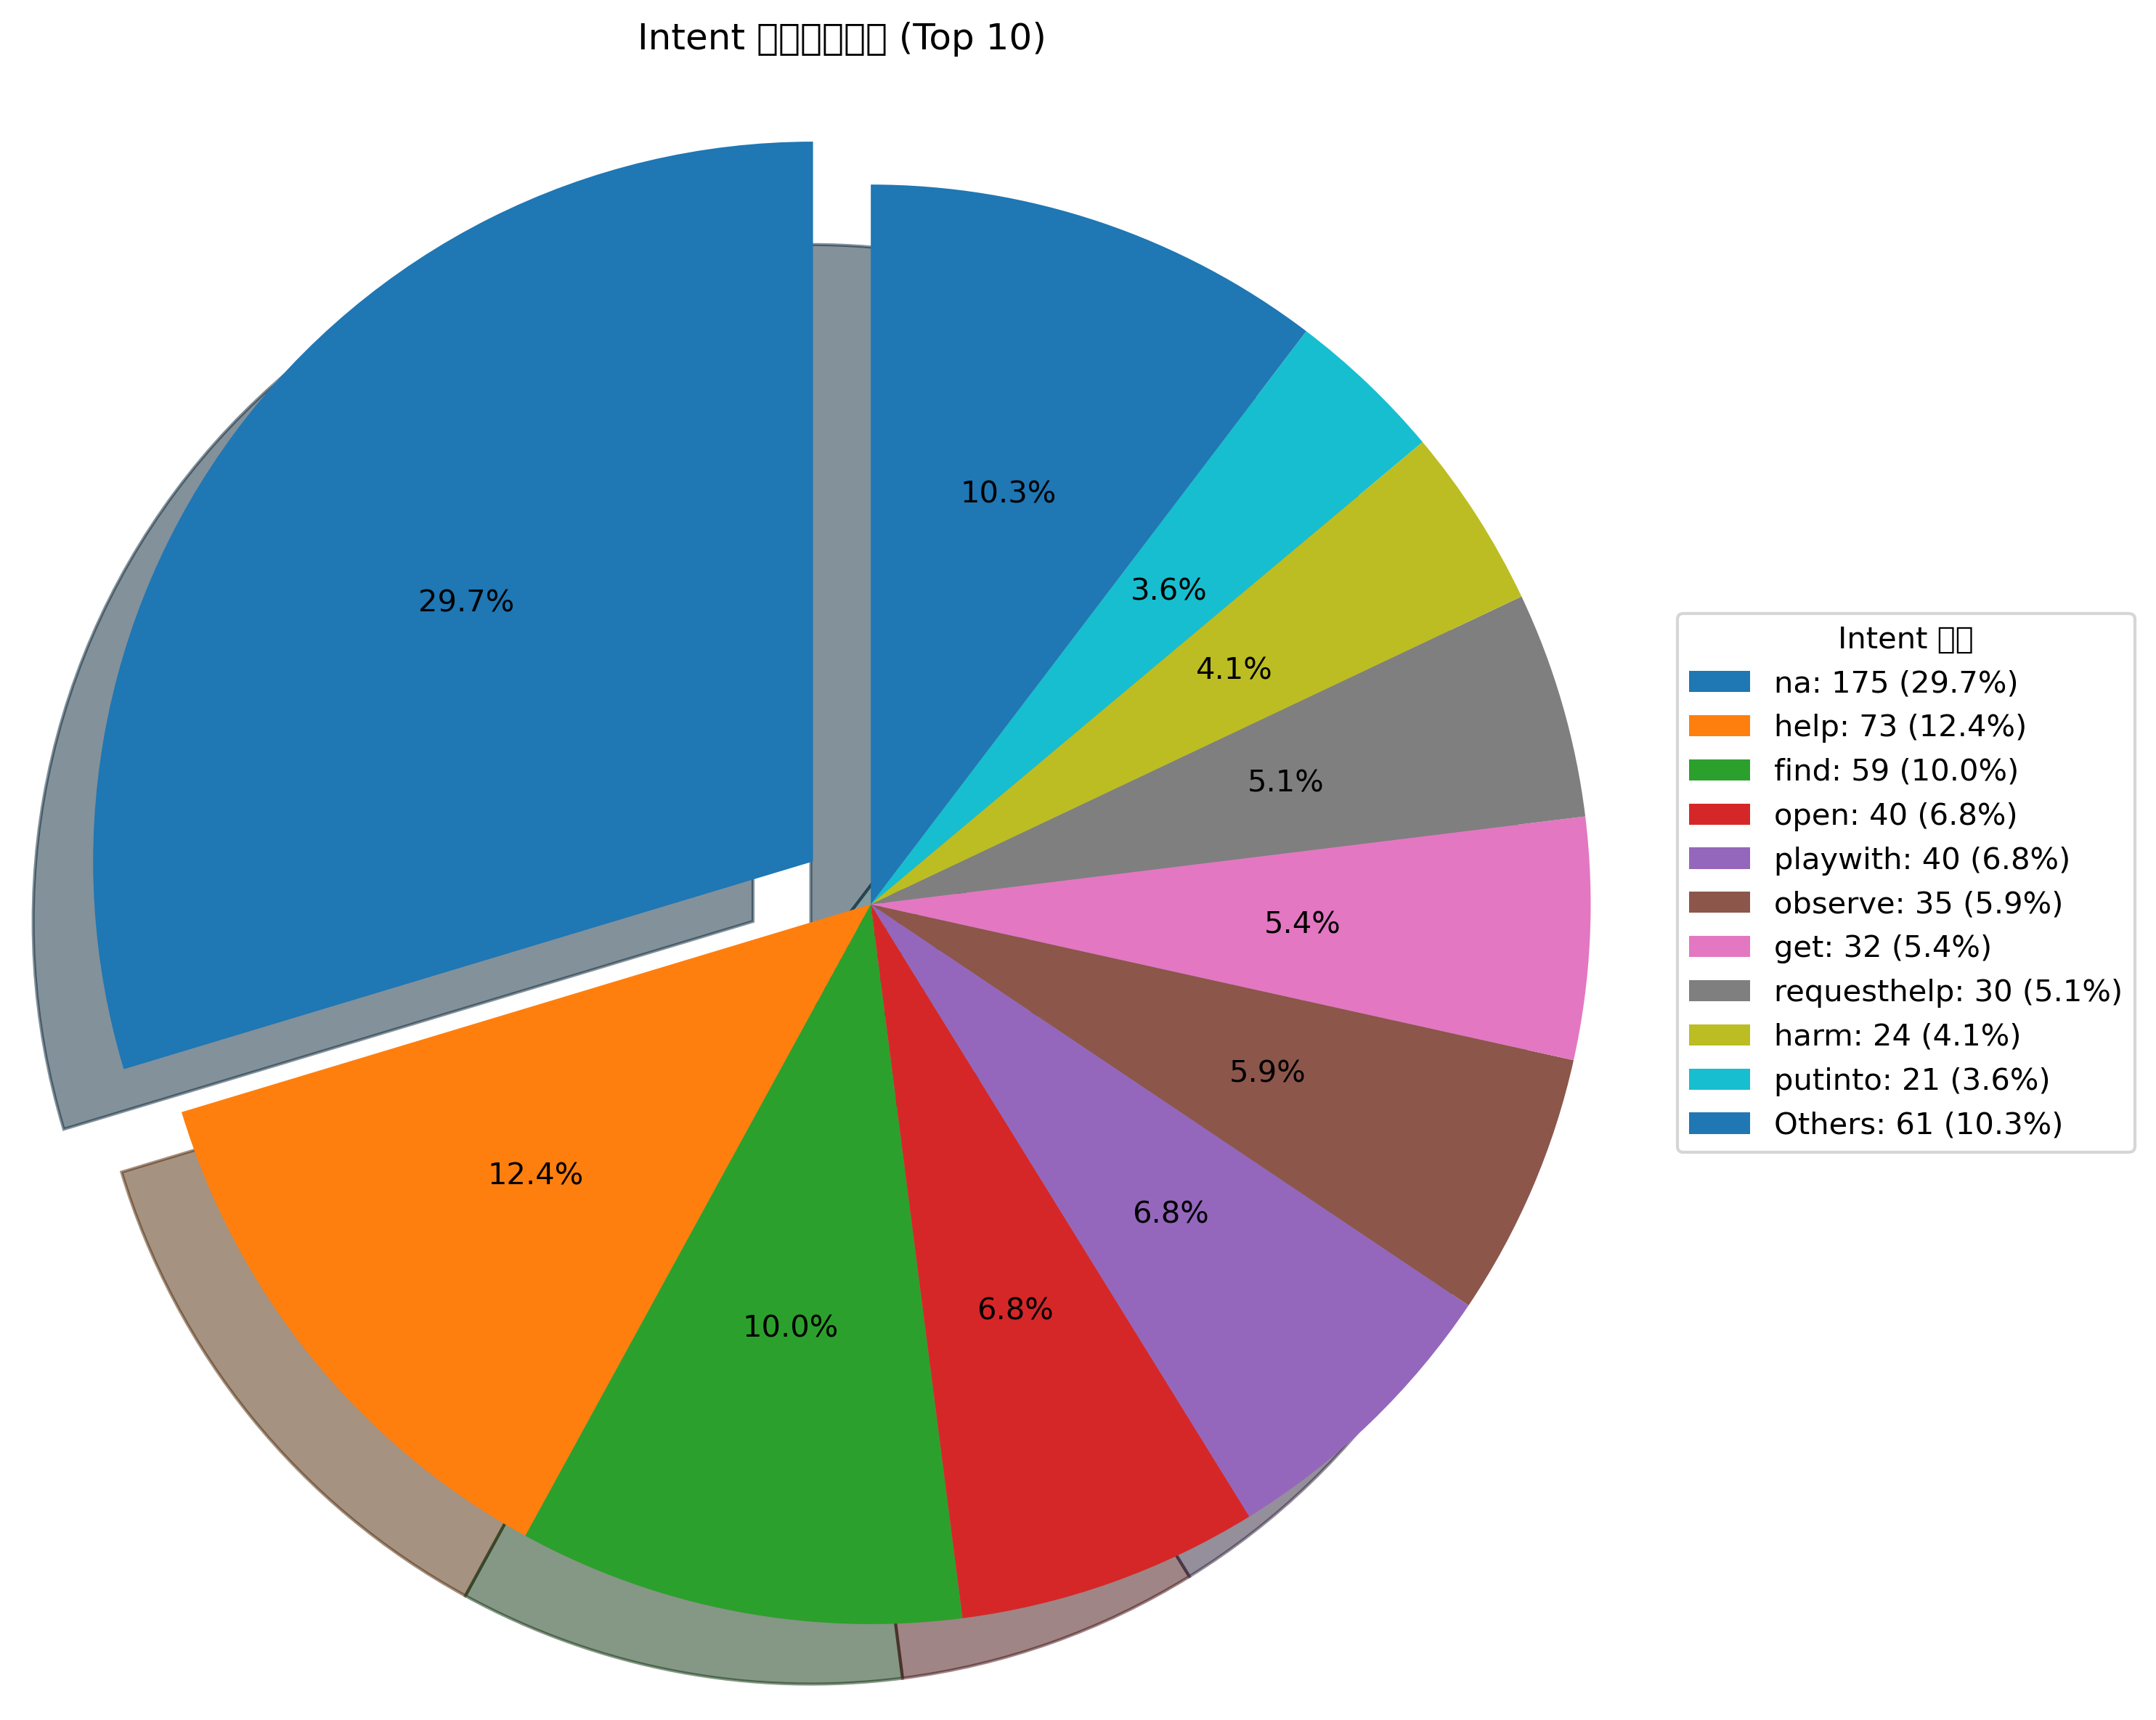 Intent (Top 10)
29.7%
10.3%
3.6%
4.1%
5.1%
5.4%
5.9%
6.8%
6.8%
10.0%
12.4%
Intent
na: 175 (29.7%)
help: 73 (12.4%)
find: 59 (10.0%)
open: 40 (6.8%)
playwith: 40 (6.8%)
observe: 35 (5.9%)
get: 32 (5.4%)
requesthelp: 30 (5.1%)
harm: 24 (4.1%)
putinto: 21 (3.6%)
Others: 61 (10.3%)